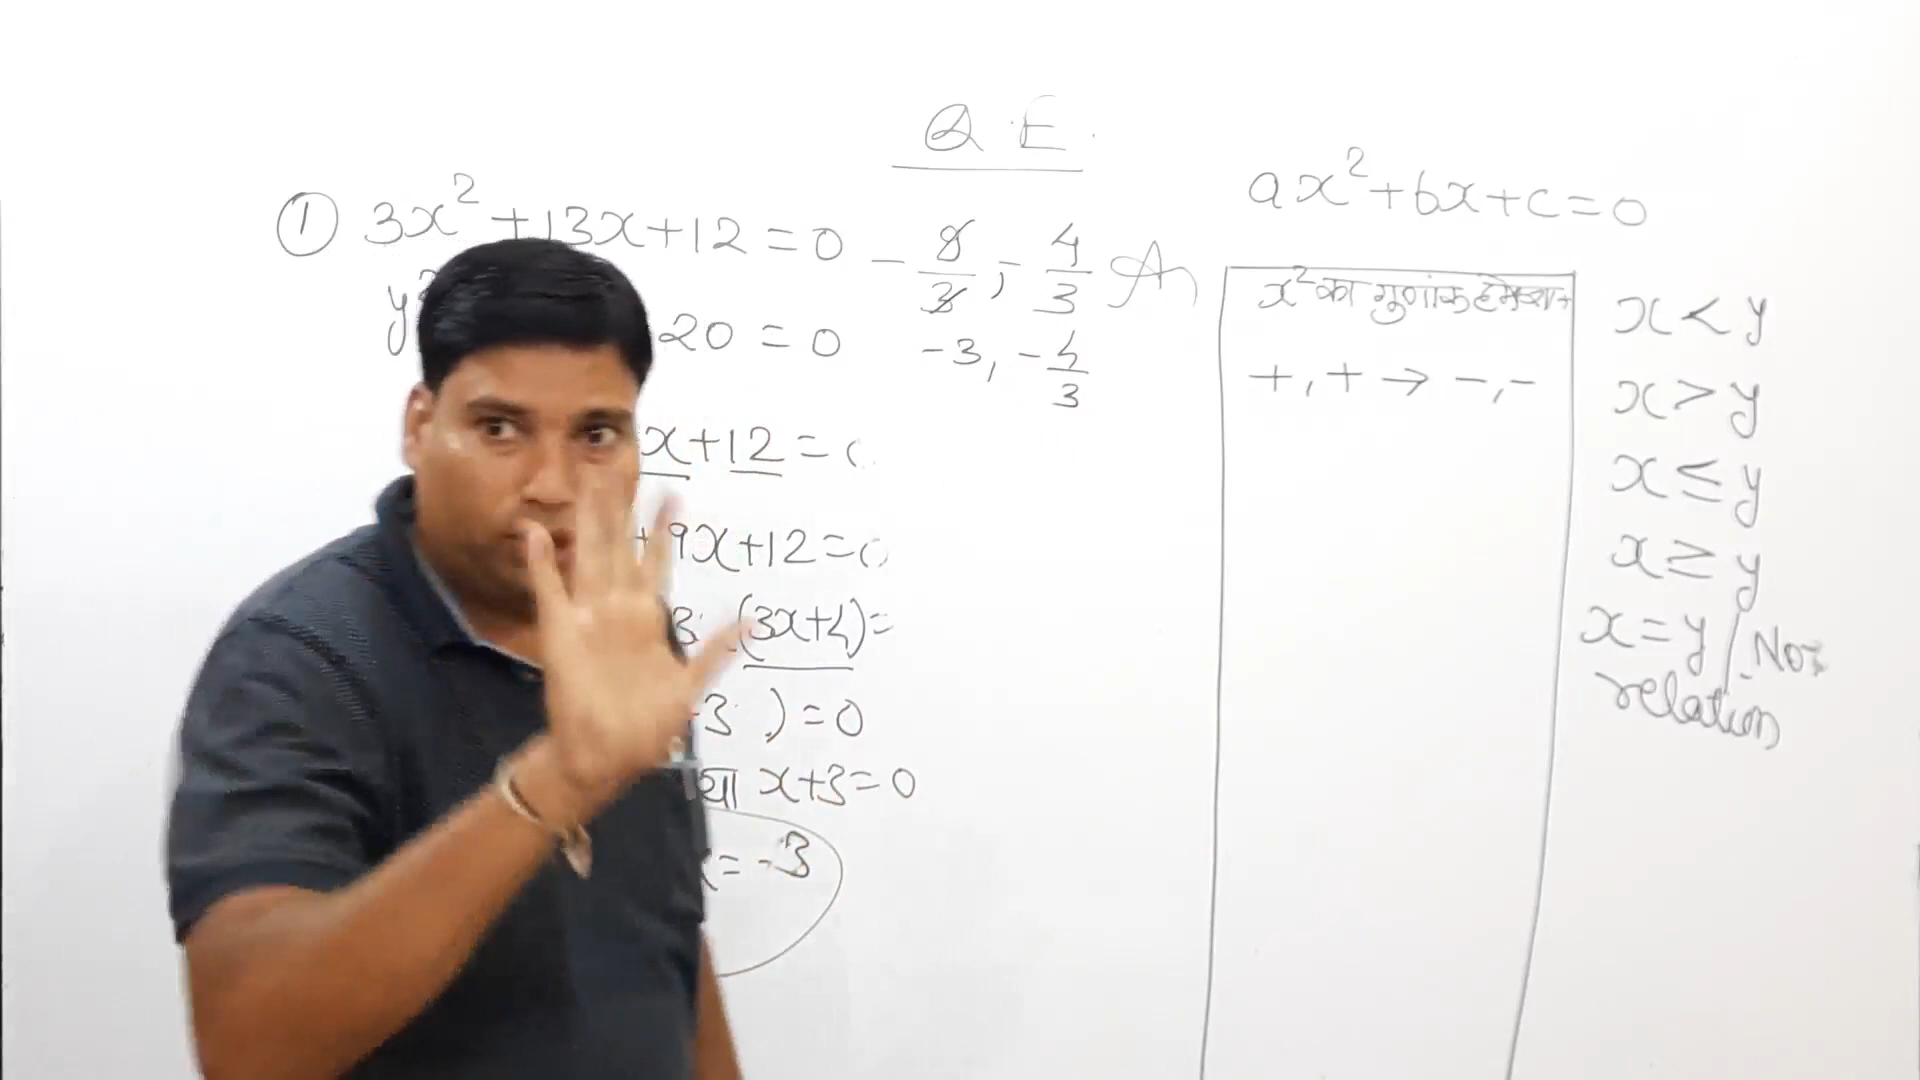 Q.E.
① 3x² + 13x + 12 = 0
- 9/3, - 4/3
20 = 0
-3, - 4/3
x + 12 = 0
+ 9x + 12 = 0
(3x + 4) =
3 ) = 0
या x + 3 = 0
x = -3
ax² + bx + c = 0
x² का गुणांक हमेशा +
+, + → -, -
x < y
x > y
x ≤ y
x ≥ y
x = y / No
relation